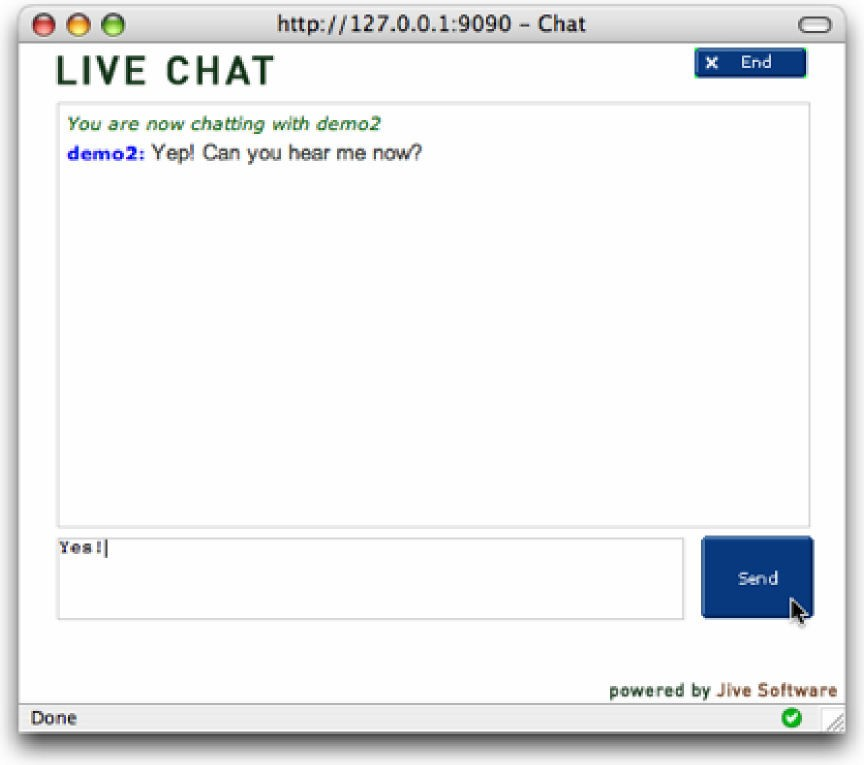 http://127.0.0.1:9090 – Chat
LIVE CHAT
End
You are now chatting with demo2
demo2: Yep! Can you hear me now?
Yes!
Send
powered by Jive Software
Done